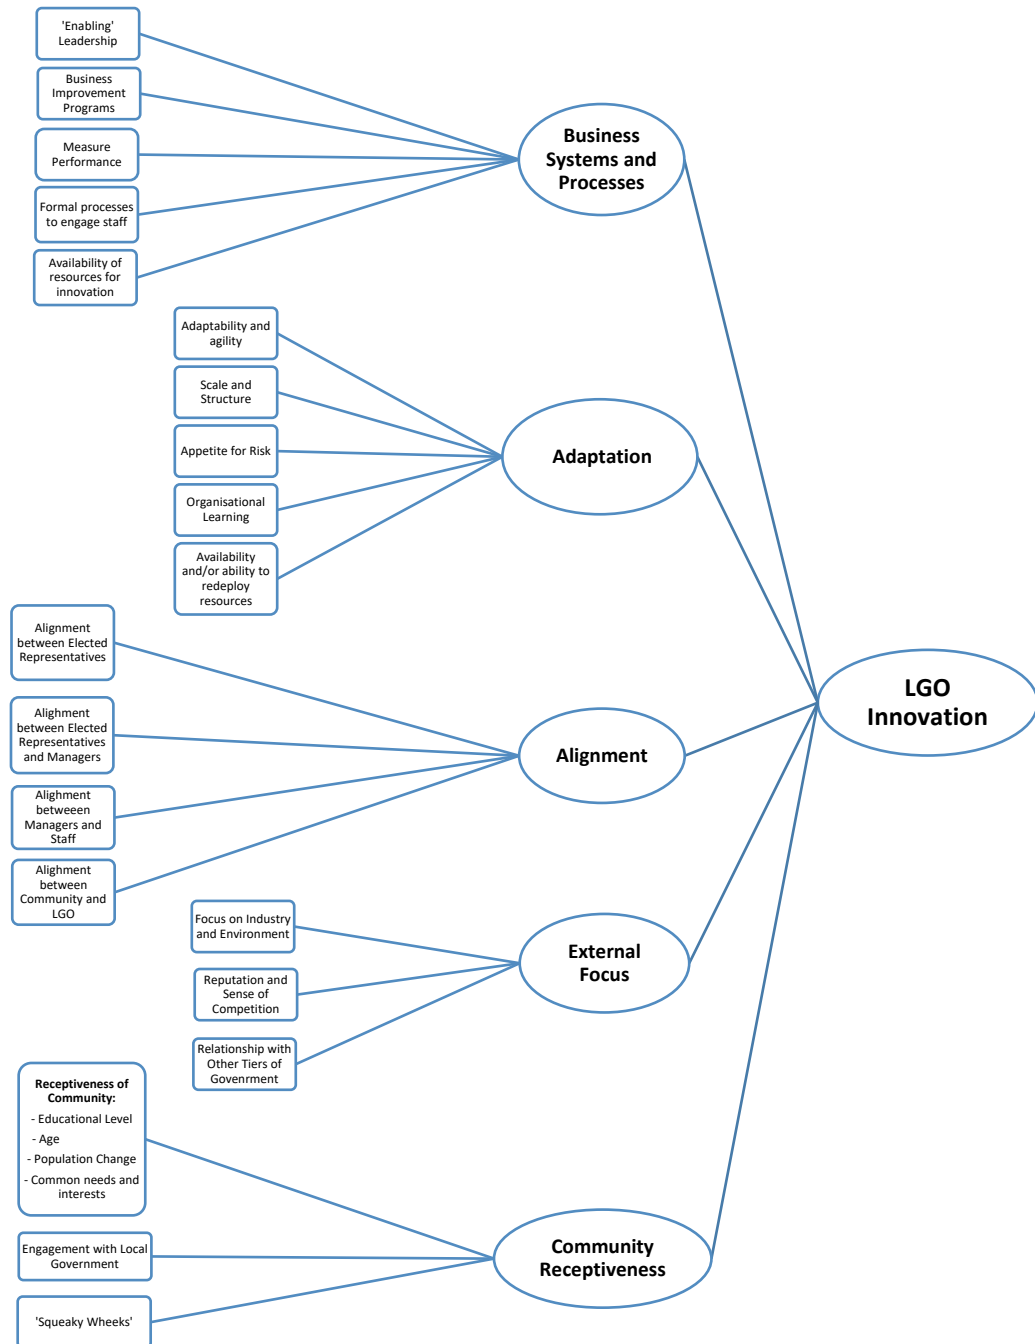 'Enabling'
Leadership
Business
Improvement
Programs
Measure
Performance
Formal processes
to engage staff
Availability of
resources for
innovation
Business
Systems and
Processes
Adaptability and
agility
Scale and
Structure
Appetite for Risk
Organisational
Learning
Availability
and/or ability to
redeploy
resources
Adaptation
Alignment
between Elected
Representatives
Alighment
between Elected
Representatives
and Managers
Alighment
betweeen
Managers and
Staff
Alighment
between
Community and
LGO
Alignment
LGO
Innovation
Focus on Industry
and Environment
Reputation and
Sense of
Competition
Relationship with
Other Tiers of
Govenrment
External
Focus
Receptiveness of
Community:
- Educational Level
- Age
- Population Change
- Common needs and
interests
Engagement with Local
Government
'Squeaky Wheeks'
Community
Receptiveness